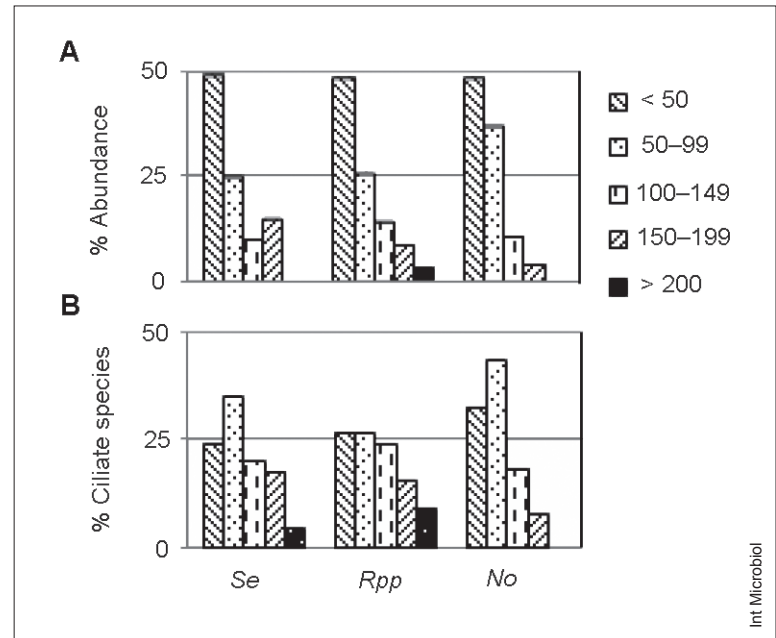 A
50
25
0
% Abundance
< 50
50–99
100–149
150–199
> 200
B
50
25
0
% Ciliate species
Se Rpp No
Int Microbiol